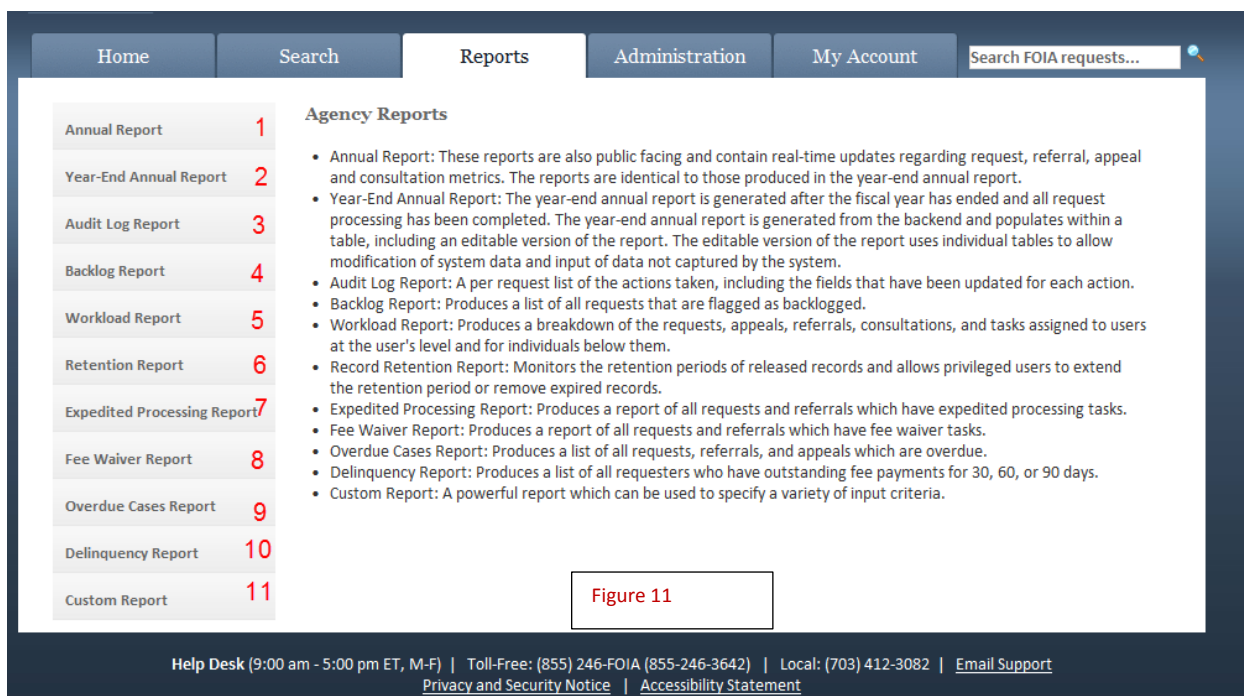 Home Search Reports Administration My Account Search FOIA requests...
Annual Report 1
Year-End Annual Report 2
Audit Log Report 3
Backlog Report 4
Workload Report 5
Retention Report 6
Expedited Processing Report 7
Fee Waiver Report 8
Overdue Cases Report 9
Delinquency Report 10
Custom Report 11
Agency Reports
• Annual Report: These reports are also public facing and contain real-time updates regarding request, referral, appeal
and consultation metrics. The reports are identical to those produced in the year-end annual report.
• Year-End Annual Report: The year-end annual report is generated after the fiscal year has ended and all request
processing has been completed. The year-end annual report is generated from the backend and populates within a
table, including an editable version of the report. The editable version of the report uses individual tables to allow
modification of system data and input of data not captured by the system.
• Audit Log Report: A per request list of the actions taken, including the fields that have been updated for each action.
• Backlog Report: Produces a list of all requests that are flagged as backlogged.
• Workload Report: Produces a breakdown of the requests, appeals, referrals, consultations, and tasks assigned to users
at the user's level and for individuals below them.
• Record Retention Report: Monitors the retention periods of released records and allows privileged users to extend
the retention period or remove expired records.
• Expedited Processing Report: Produces a report of all requests and referrals which have expedited processing tasks.
• Fee Waiver Report: Produces a report of all requests and referrals which have fee waiver tasks.
• Overdue Cases Report: Produces a list of all requests, referrals, and appeals which are overdue.
• Delinquency Report: Produces a list of all requesters who have outstanding fee payments for 30, 60, or 90 days.
• Custom Report: A powerful report which can be used to specify a variety of input criteria.
Figure 11
Help Desk (9:00 am - 5:00 pm ET, M-F) | Toll-Free: (855) 246-FOIA (855-246-3642) | Local: (703) 412-3082 | Email Support
Privacy and Security Notice | Accessibility Statement